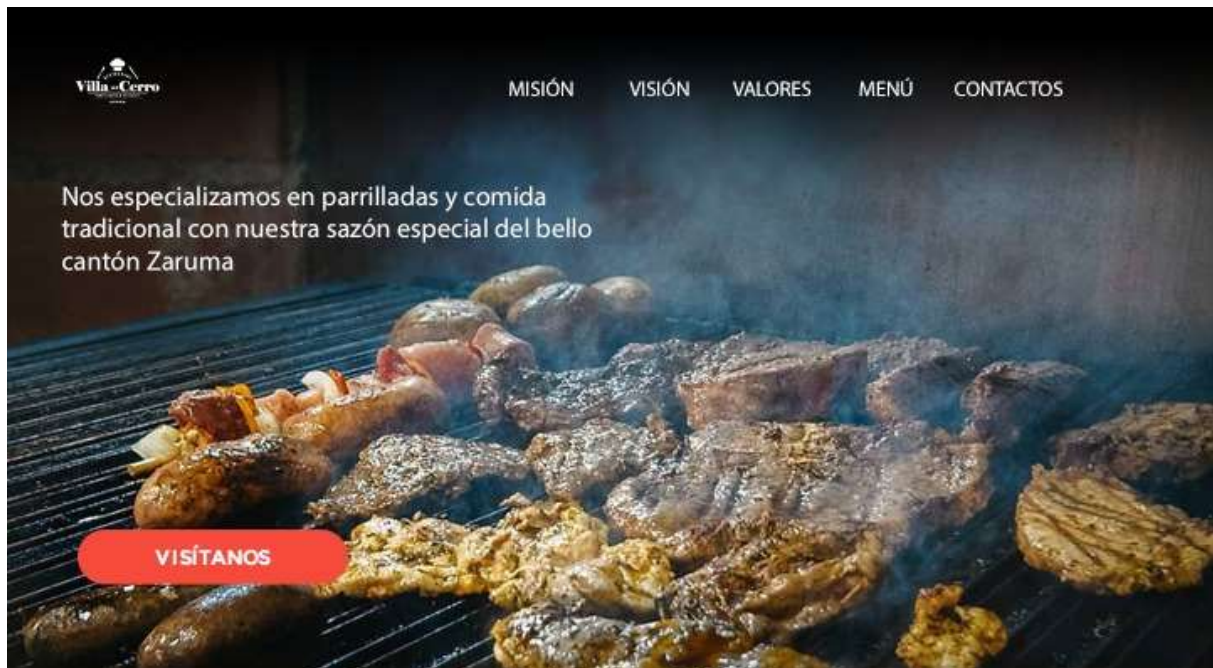 Villa del Cerro
MISIÓN VISIÓN VALORES MENÚ CONTACTOS
Nos especializamos en parrilladas y comida
tradicional con nuestra sazón especial del bello
cantón Zaruma
VISÍTANOS